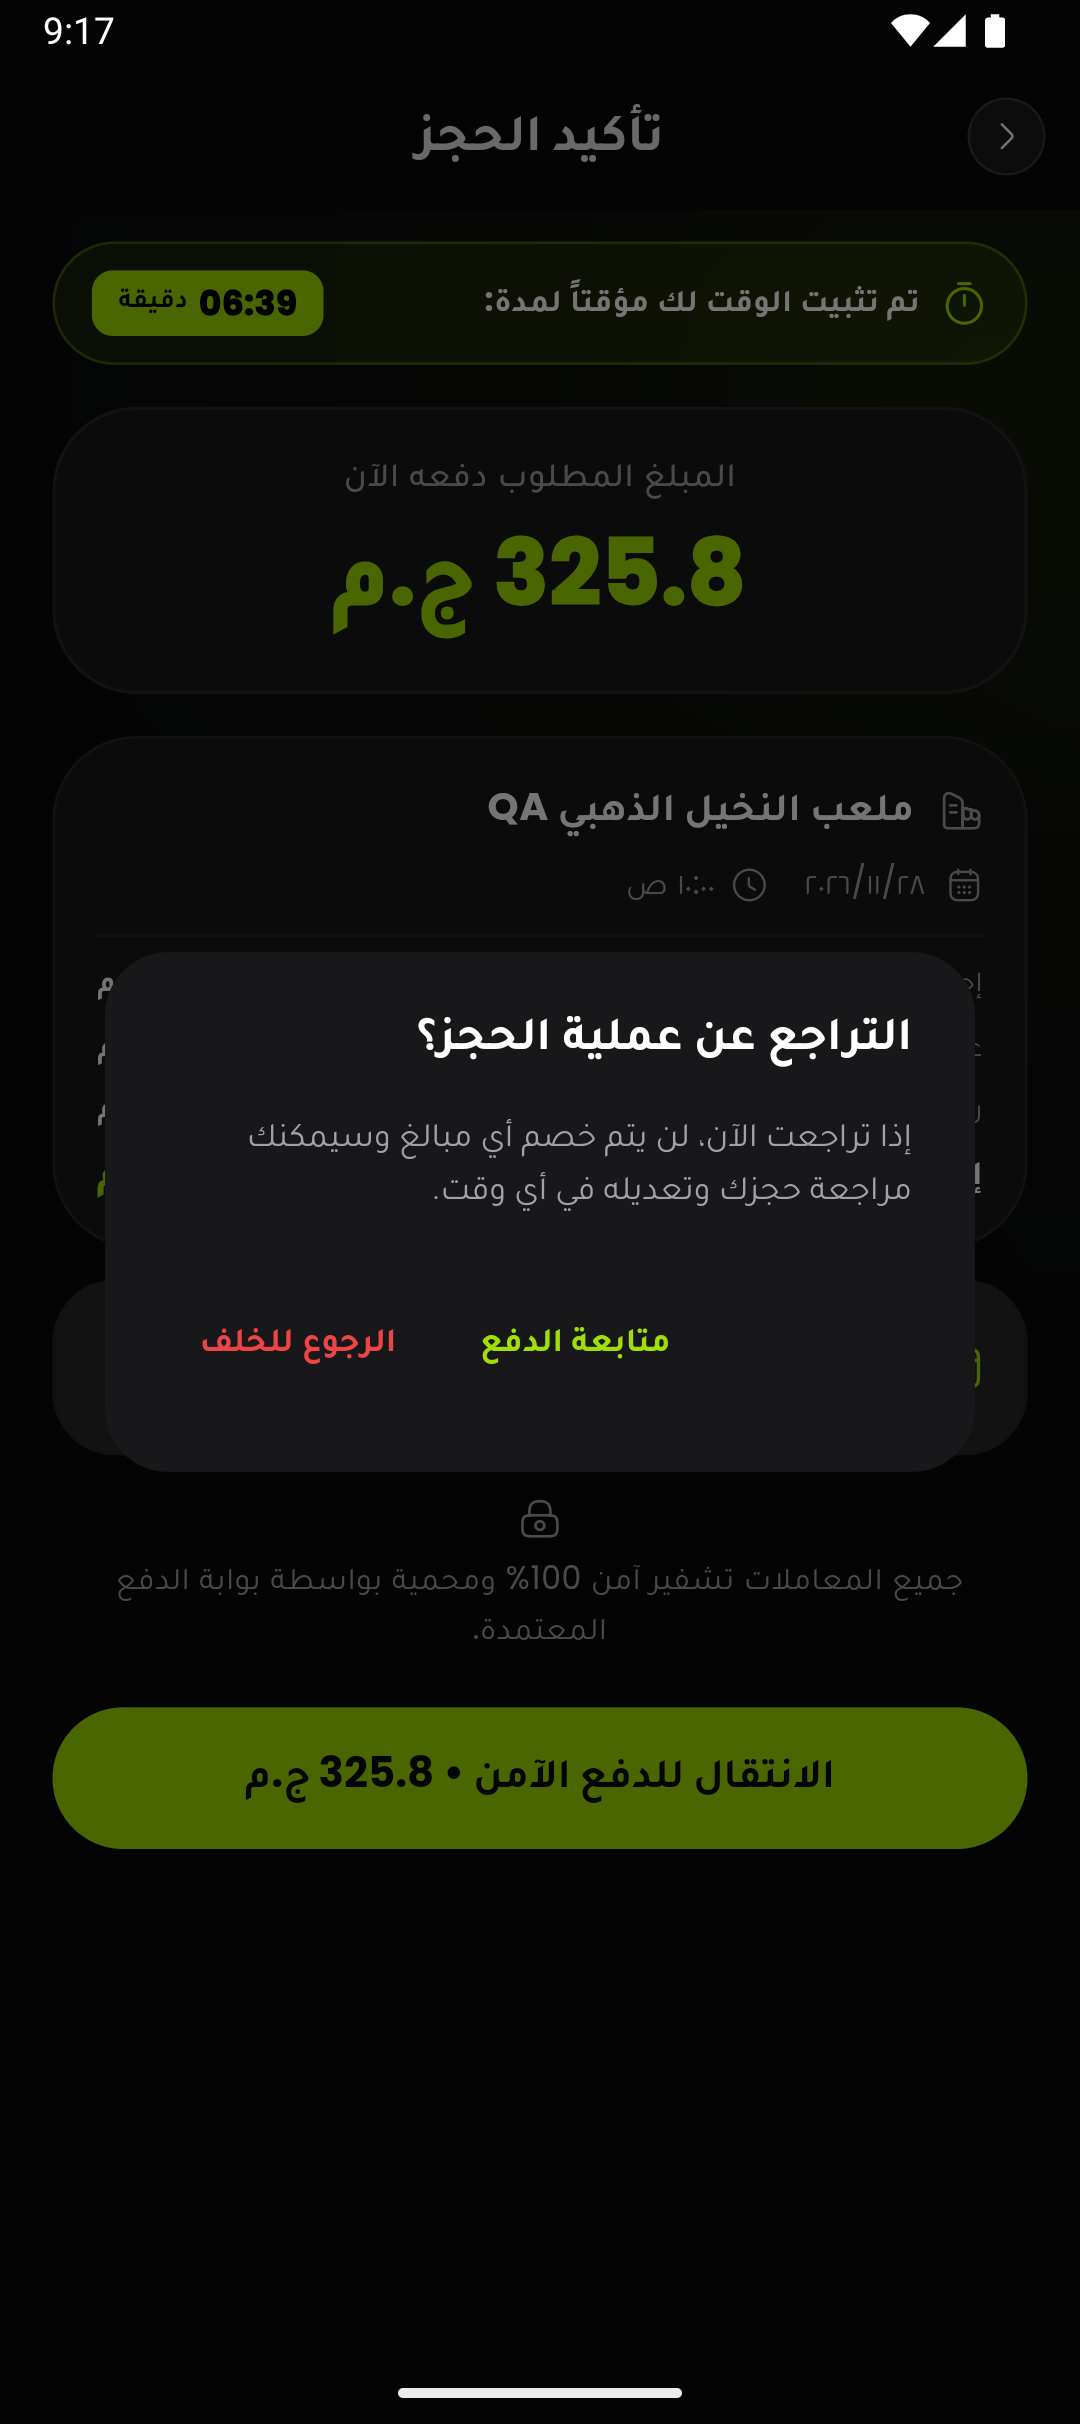 9:17
تأكيد الحجز
تم تثبيت الوقت لك مؤقتاً لمدة: 06:39 دقيقة
المبلغ المطلوب دفعه الآن
325.8 ج.م
ملعب النخيل الذهبي QA
٢٠٢٦/١١/٢٨ ١٠:٠٠ ص
التراجع عن عملية الحجز؟
إذا تراجعت الآن، لن يتم خصم أي مبالغ وسيمكنك
مراجعة حجزك وتعديله في أي وقت.
متابعة الدفع الرجوع للخلف
جميع المعاملات تشفير آمن 100% ومحمية بواسطة بوابة الدفع
المعتمدة.
الانتقال للدفع الآمن • 325.8 ج.م